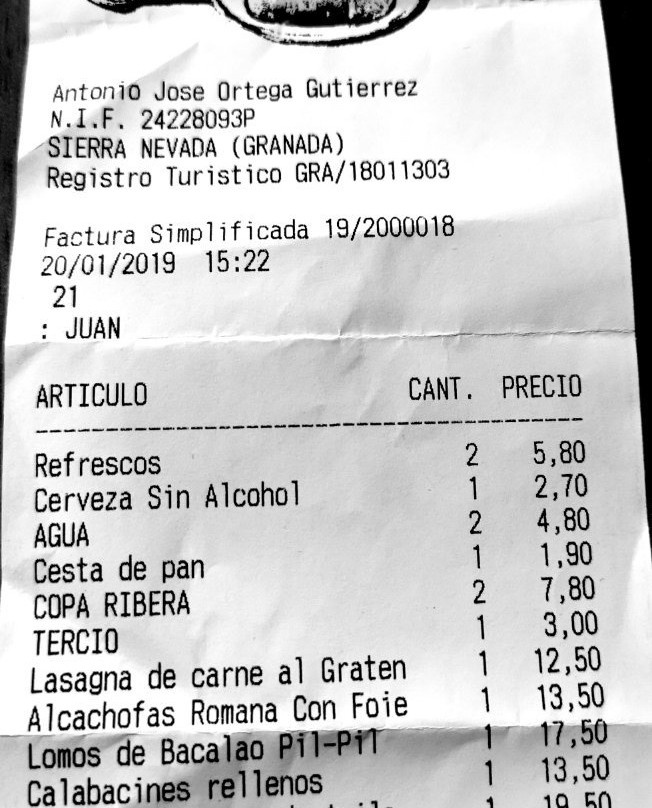 Antonio Jose Ortega Gutierrez
N.I.F. 24228093P
SIERRA NEVADA (GRANADA)
Registro Turistico GRA/18011303
Factura Simplificada 19/2000018
20/01/2019 15:22
21
: JUAN
ARTICULO CANT. PRECIO
Refrescos 2 5,80
Cerveza Sin Alcohol 1 2,70
AGUA 2 4,80
Cesta de pan 1 1,90
COPA RIBERA 2 7,80
TERCIO 1 3,00
Lasagna de carne al Graten 1 12,50
Alcachofas Romana Con Foie 1 13,50
Lomos de Bacalao Pil-Pil 1 17,50
Calabacines rellenos 1 13,50
1 19,50